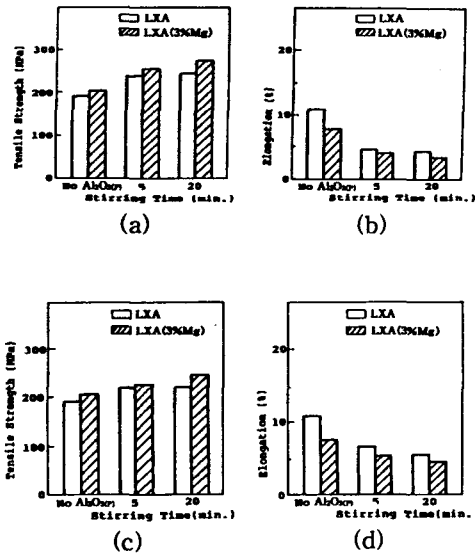 LXA
LXA(3%Mg)
Tensile Strength (MPa)
300
200
100
0
No Al₂O₃(P) 5 20
Stirring Time (min.)
(a)
LXA
LXA(3%Mg)
Elongation (%)
20
10
0
No Al₂O₃(P) 5 20
Stirring Time (min.)
(b)
LXA
LXA(3%Mg)
Tensile Strength (MPa)
300
200
100
0
No Al₂O₃(P) 5 20
Stirring Time(min.)
(c)
LXA
LXA(3%Mg)
Elongation (%)
20
10
0
No Al₂O₃(P) 5 20
Stirring Time(min.)
(d)